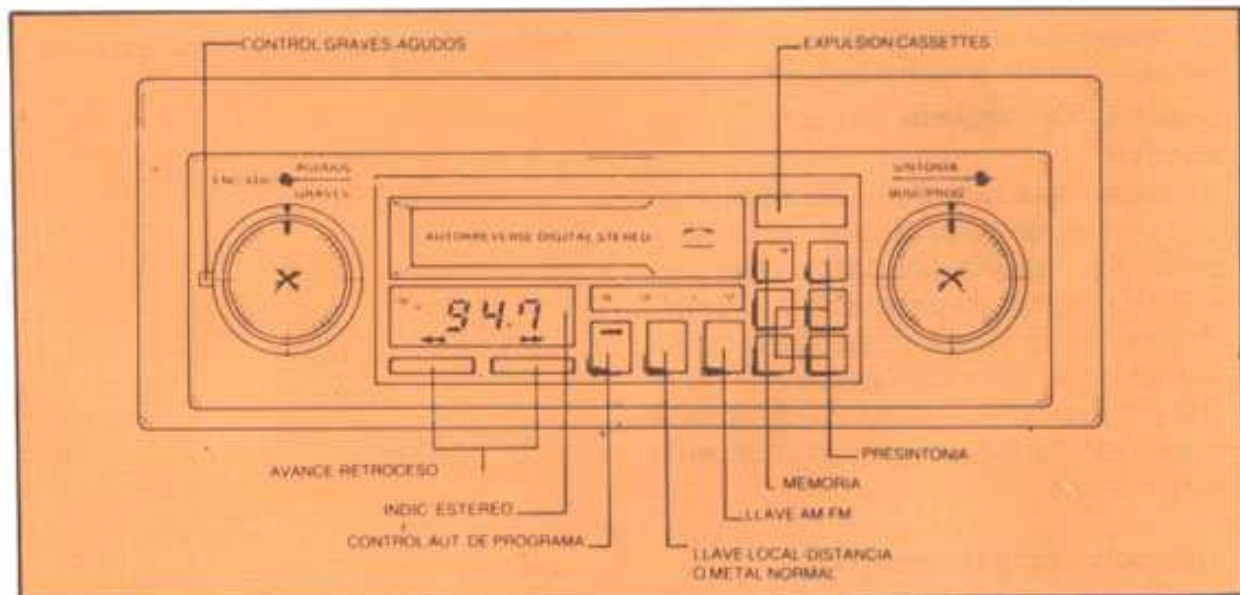 CONTROL GRAVES-AGUDOS
EXPULSION CASSETTES
AGUDOS
GRAVES
SINTONIA
AUTORREVERSE DIGITAL STEREO
94.7
AVANCE-RETROCESO
PRESINTONIA
MEMORIA
INDIC ESTEREO
LLAVE AM-FM
CONTROL AUT. DE PROGRAMA
LLAVE LOCAL-DISTANCIA
O METAL NORMAL